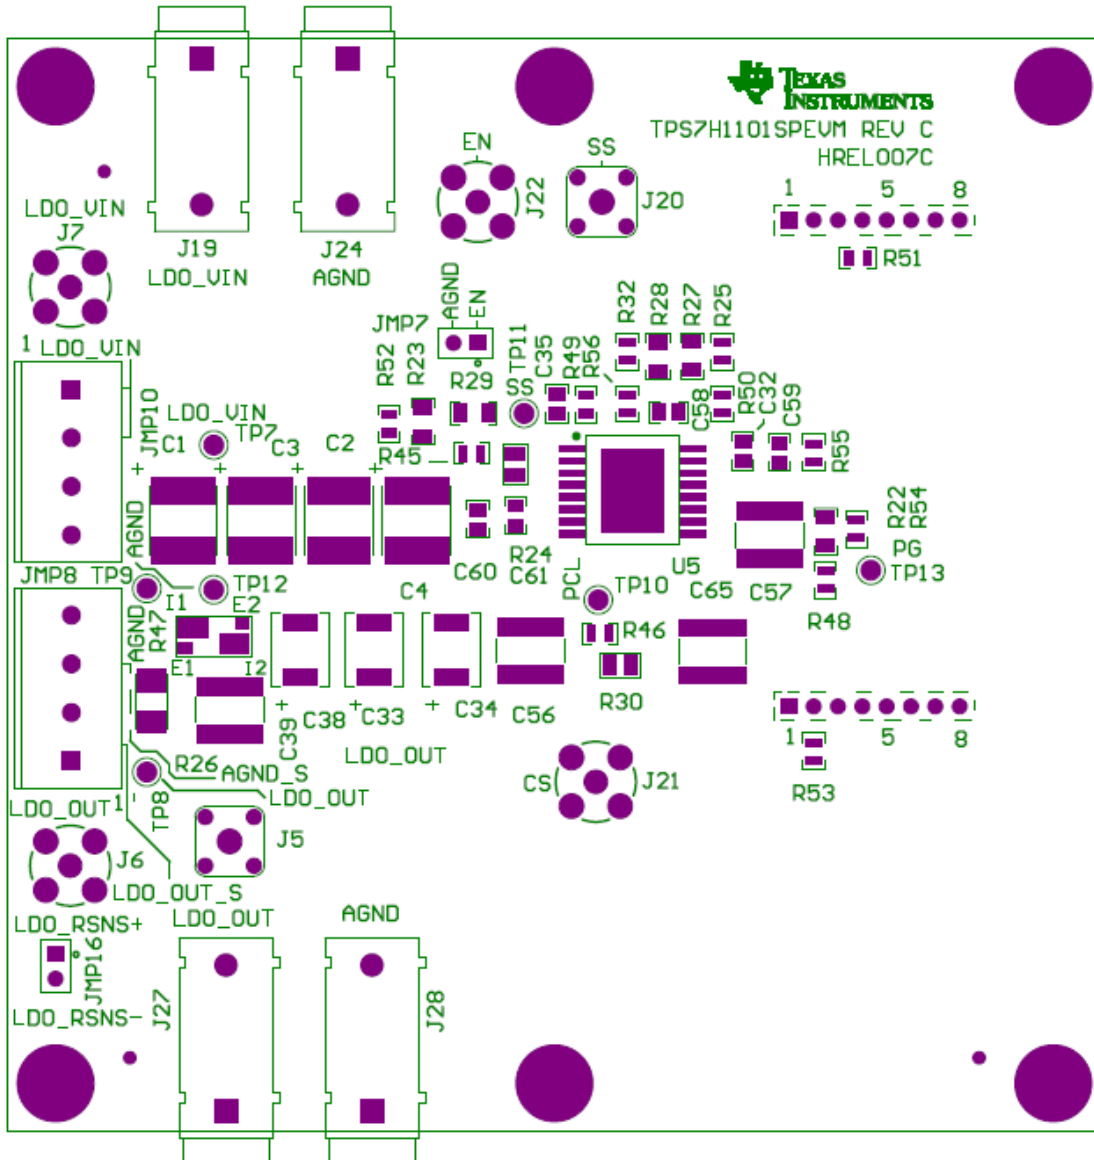 TEXAS
INSTRUMENTS
TPS7H1101SPEVM REV C
HREL007C
EN
SS
J22
J20
1 5 8
R51
LDO_VIN
J7
J19
LDO_VIN
J24
AGND
1 LDO_VIN
JMP10
AGND
EN
JMP7
R52
R23
R29
TP11
SS
C35
R49
R56
R32
R28
R27
R25
C58
R50
C32
C59
R55
LDO_VIN
TP7
C1
C3
C2
R45
+ + + +
R24
C60
C61
C4
U5
R22
R54
PG
TP13
C65
C57
R48
PCL
TP10
R46
R30
AGND
JMP8
TP9
TP12
I1
E2
AGND
R47
E1
I2
+ + +
C39
C38
C33
C34
C56
LDO_OUT
R26
AGND_S
LDO_OUT
TP8
LDO_OUT
1
J5
J6
LDO_OUT_S
CS
J21
1 5 8
R53
LDO_RSNS+
JMP16
LDO_RSNS-
LDO_OUT
AGND
J27
J28